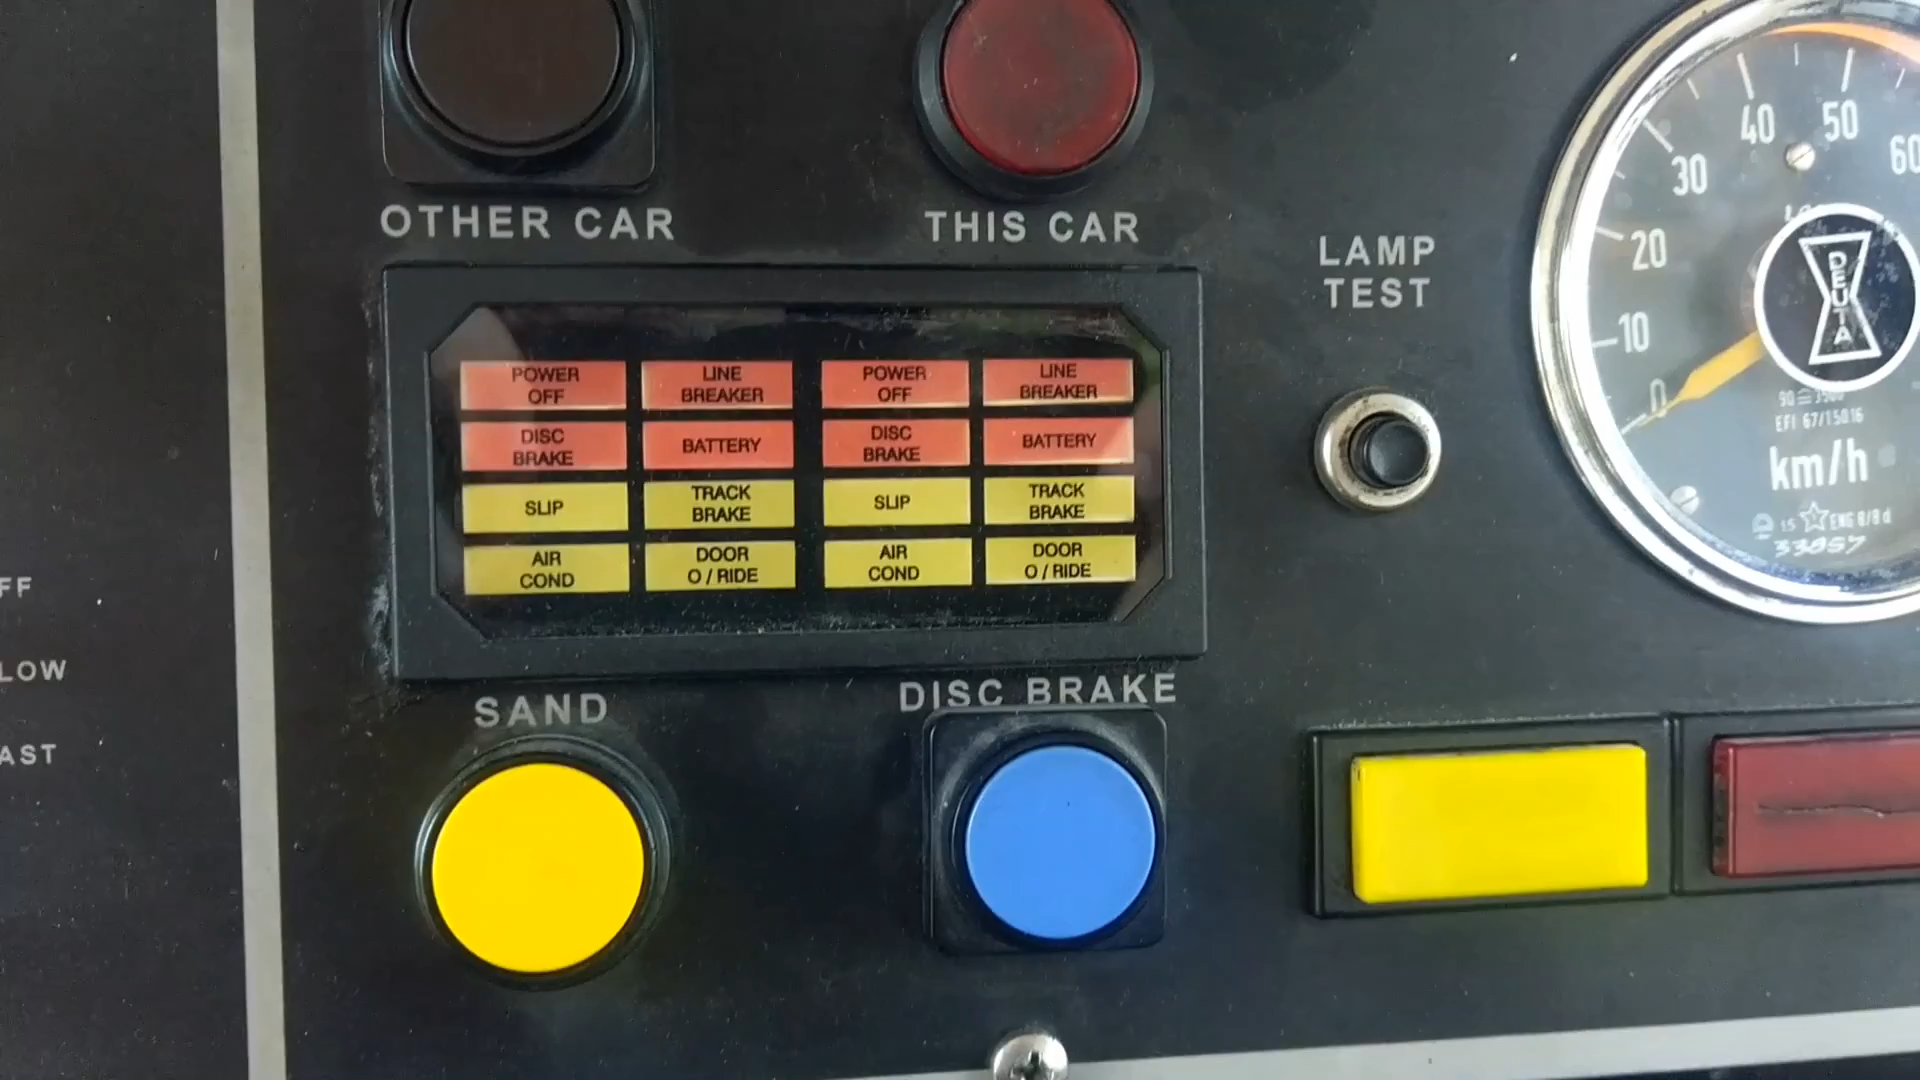 OTHER CAR
THIS CAR
LAMP
TEST
POWER
OFF
LINE
BREAKER
POWER
OFF
LINE
BREAKER
DISC
BRAKE
BATTERY
DISC
BRAKE
BATTERY
SLIP
TRACK
BRAKE
SLIP
TRACK
BRAKE
AIR
COND
DOOR
O / RIDE
AIR
COND
DOOR
O / RIDE
SAND
DISC BRAKE
FF
LOW
AST
0
10
20
30
40
50
60
DEUTA
EFI 67/15016
km/h
33857